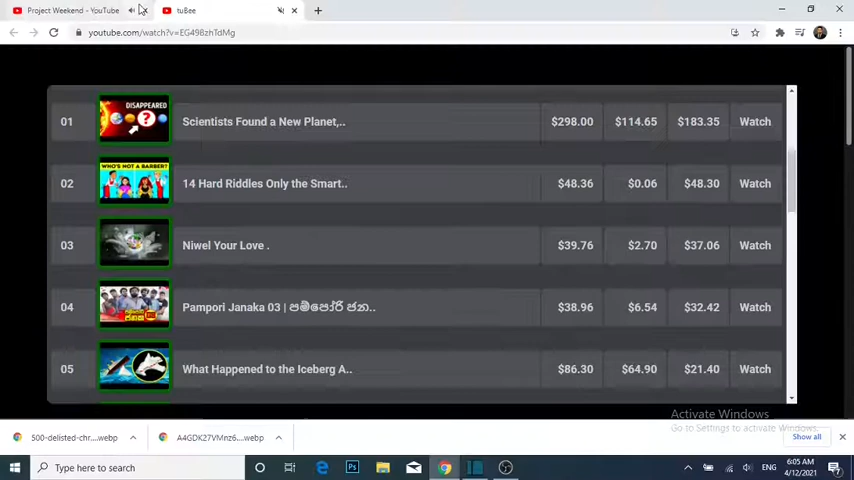 Project Weekend - YouTube
tuBee
youtube.com/watch?v=EG498zhTdMg
DISAPPEARED
?
01 Scientists Found a New Planet,.. $298.00 $114.65 $183.35 Watch
WHO'S NOT A BARBER?
02 14 Hard Riddles Only the Smart.. $48.36 $0.06 $48.30 Watch
03 Niwel Your Love . $39.76 $2.70 $37.06 Watch
04 Pampori Janaka 03 | පම්පෝරි ජන.. $38.96 $6.54 $32.42 Watch
05 What Happened to the Iceberg A.. $86.30 $64.90 $21.40 Watch
Activate Windows
Go to Settings to activate Windows.
500-delisted-chr....webp
A4GDK27VMnz6....webp
Show all
Type here to search
Ps
ENG
6:05 AM
4/12/2021